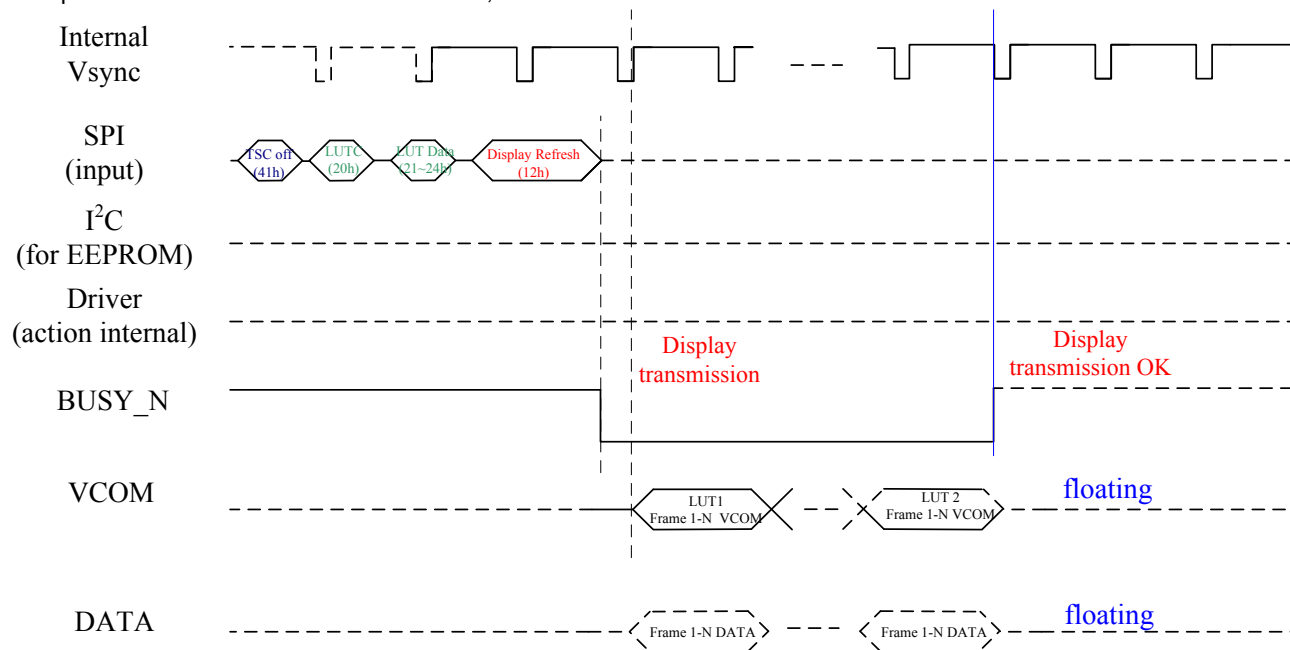 Internal
Vsync
SPI
(input)
TSC off
(41h)
LUTC
(20h)
LUT Data
(21~24h)
Display Refresh
(12h)
I²C
(for EEPROM)
Driver
(action internal)
Display
transmission
Display
transmission OK
BUSY_N
VCOM
LUT1
Frame 1-N VCOM
LUT 2
Frame 1-N VCOM
floating
DATA
Frame 1-N DATA
Frame 1-N DATA
floating